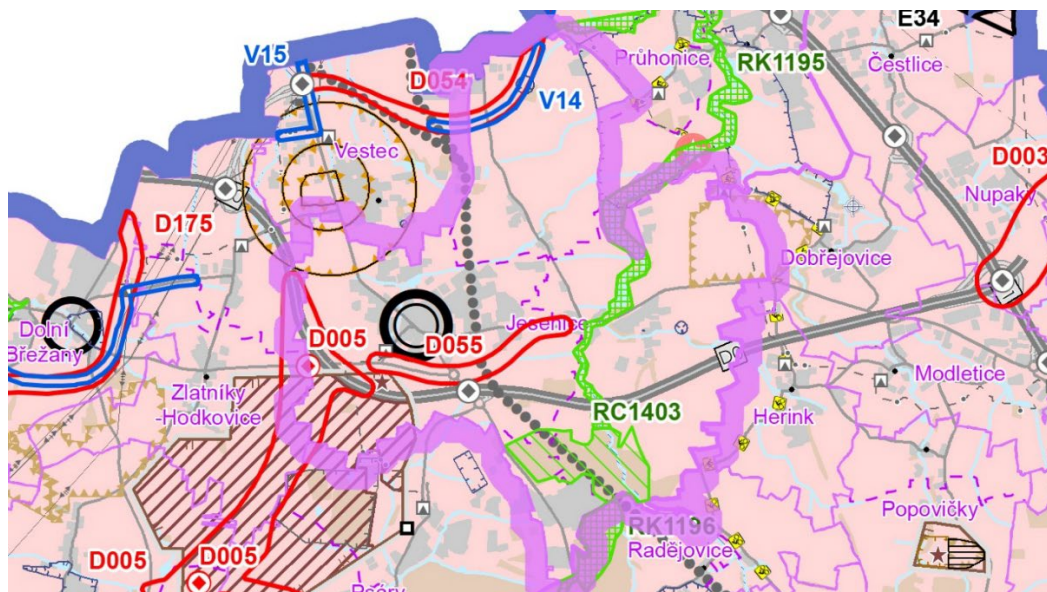 E34
V15
Průhonice
RK1195
Čestlice
D054
V14
Vestec
D003
Nupaky
D175
Dobřejovice
Dolní
Břežany
D005
D055
Jesenice
Zlatníky
-Hodkovice
Modletice
RC1403
Herink
Popovičky
RK1196
Radějovice
D005
D005
Psáry